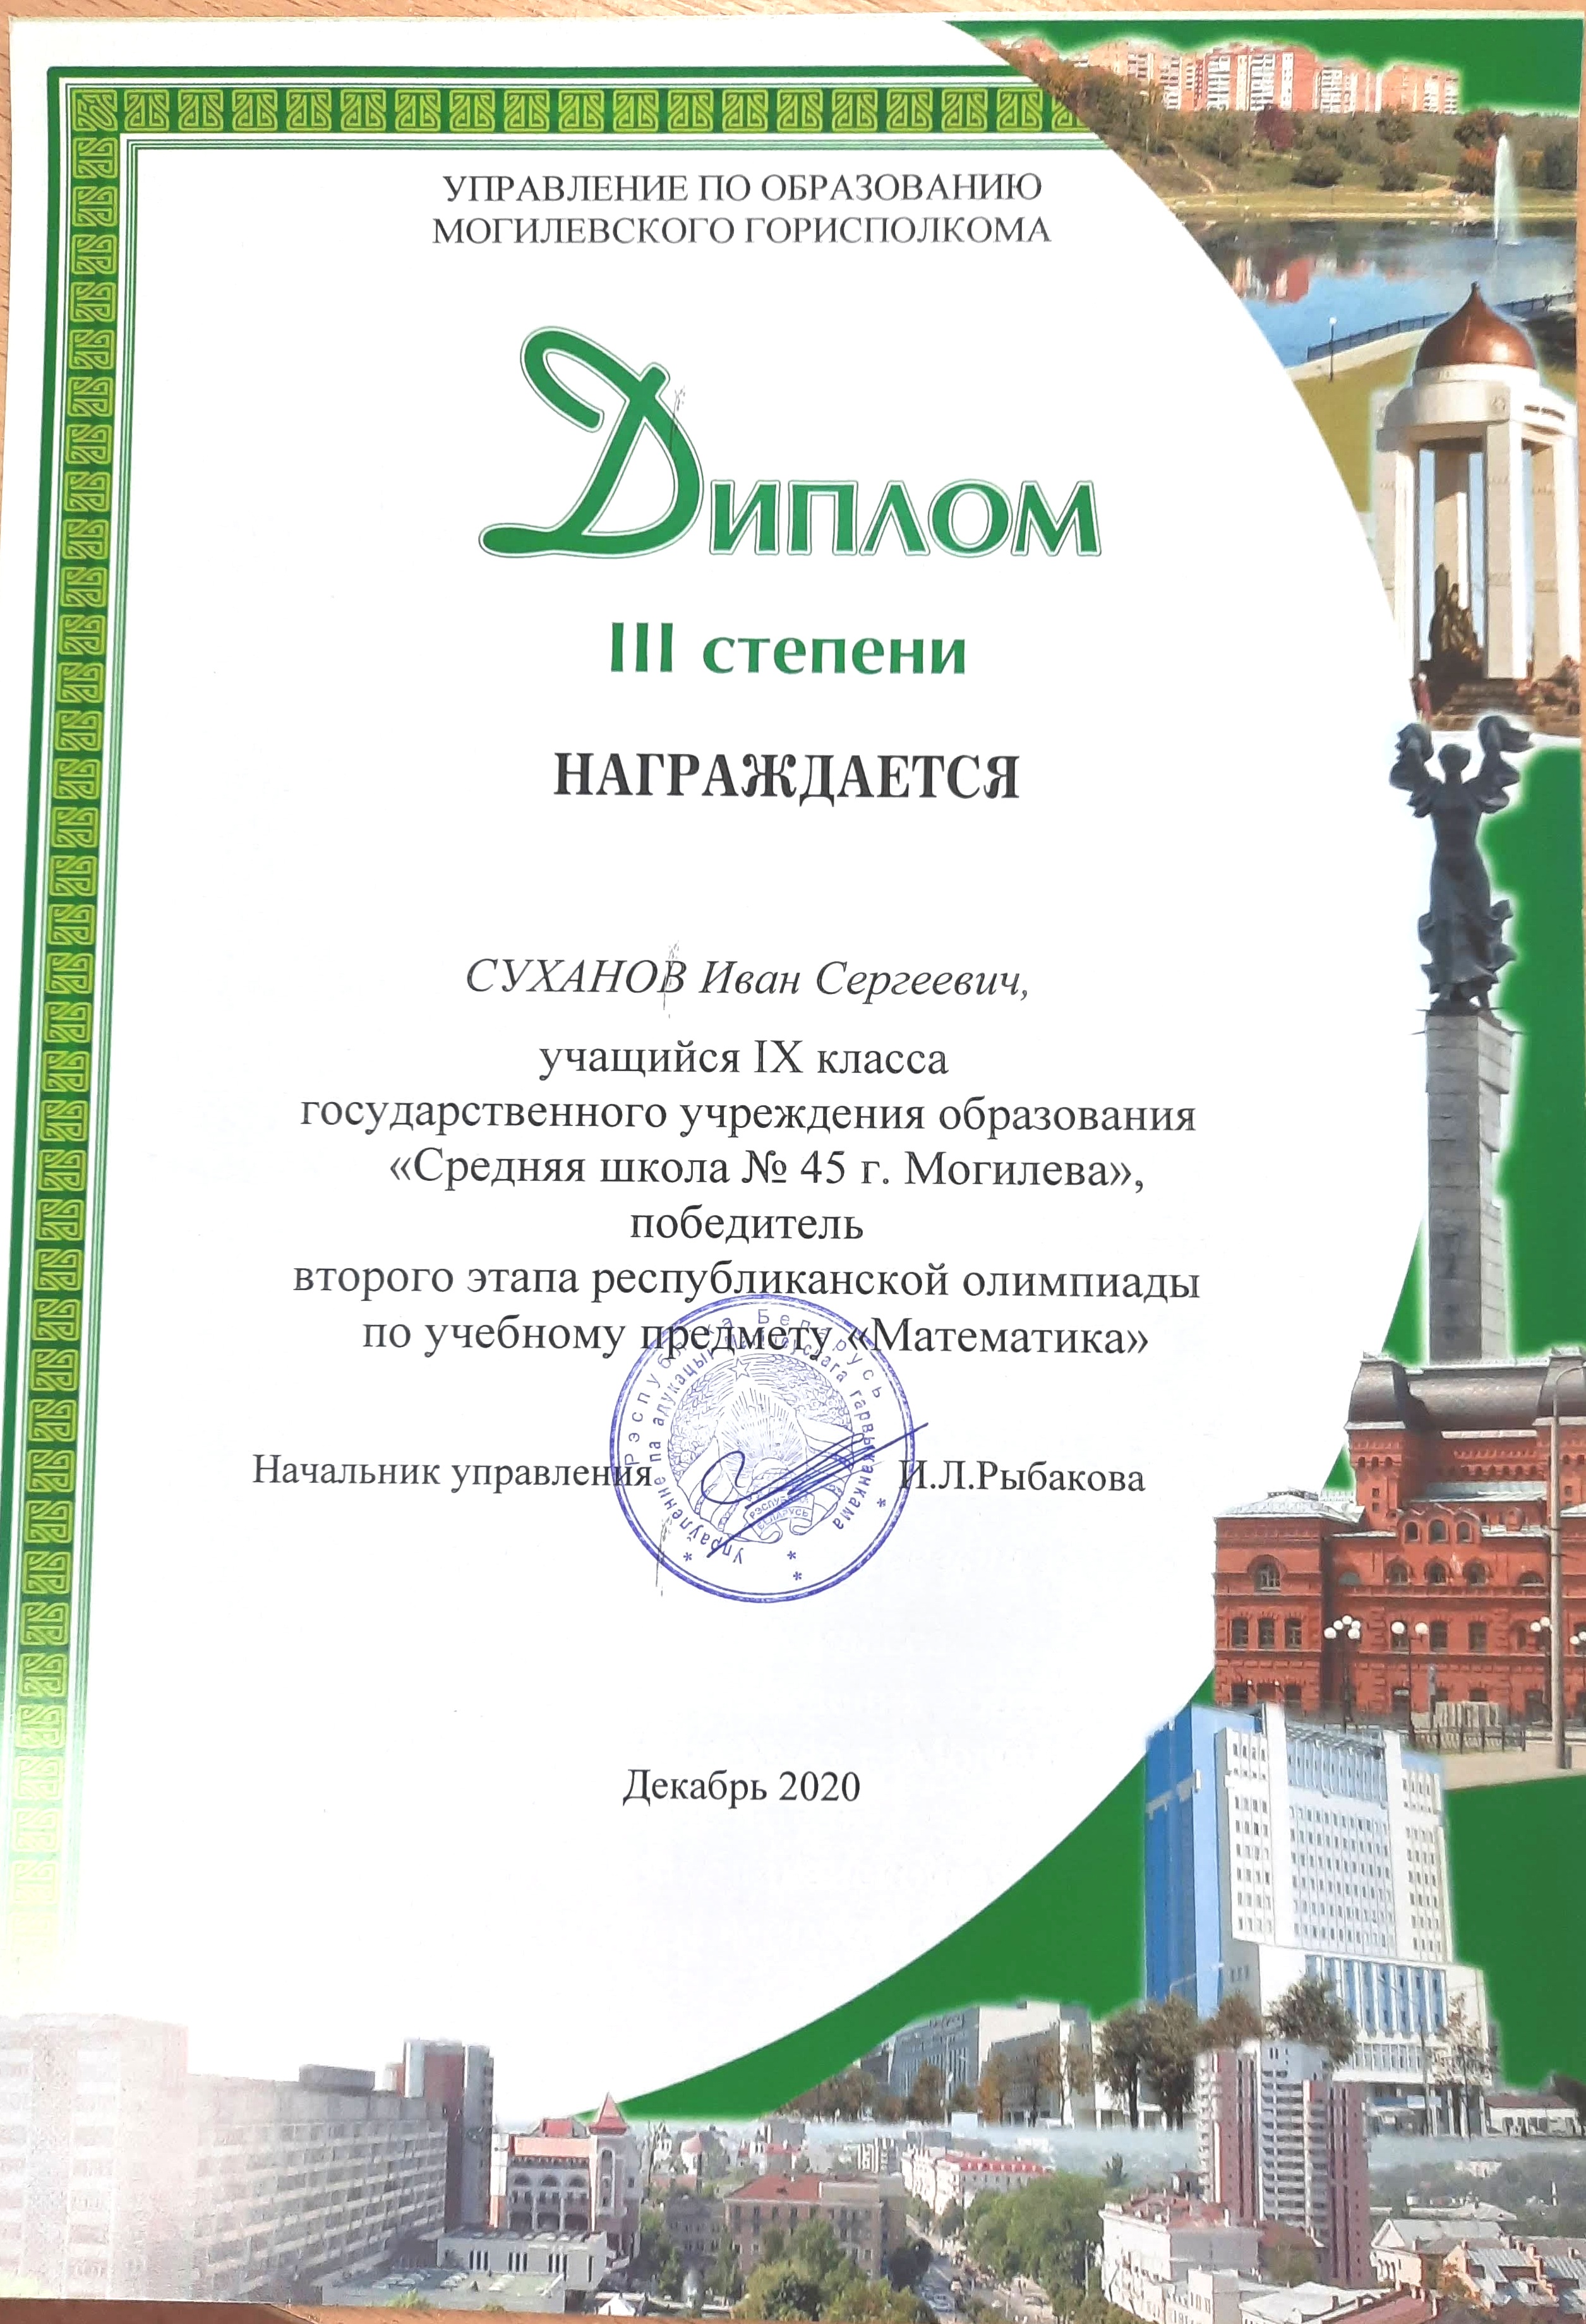 УПРАВЛЕНИЕ ПО ОБРАЗОВАНИЮ
МОГИЛЕВСКОГО ГОРИСПОЛКОМА
Диплом
III степени
НАГРАЖДАЕТСЯ
СУХАНОВ Иван Сергеевич,
учащийся IX класса
государственного учреждения образования
«Средняя школа № 45 г. Могилева»,
победитель
второго этапа республиканской олимпиады
по учебному предмету «Математика»
Рэспубліка Беларусь
Упраўленне па адукацыі Магілёўскага гарвыканкама
РЭСПУБЛІКА
БЕЛАРУСЬ
Начальник управления И.Л.Рыбакова
Декабрь 2020